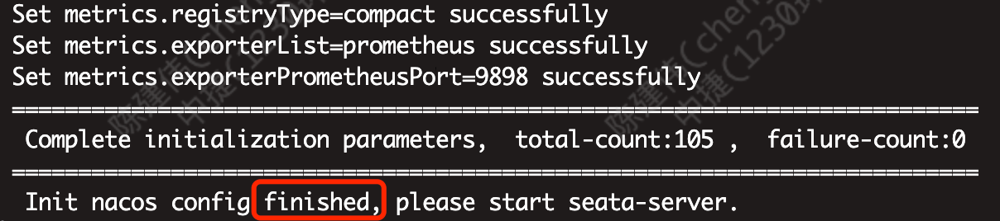 Set metrics.registryType=compact successfully
Set metrics.exporterList=prometheus successfully
Set metrics.exporterPrometheusPort=9898 successfully
=========================================================================
Complete initialization parameters,  total-count:105 ,  failure-count:0
=========================================================================
Init nacos config finished, please start seata-server.